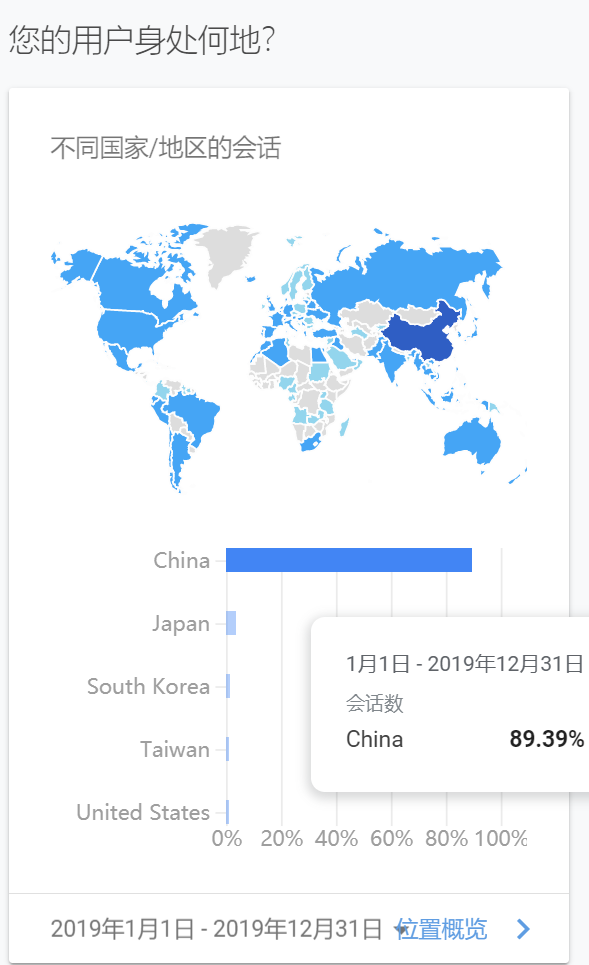 您的用户身处何地?
不同国家/地区的会话
China
Japan
South Korea
Taiwan
United States
0% 20% 40% 60% 80% 100%
1月1日 - 2019年12月31日
会话数
China 89.39%
2019年1月1日 - 2019年12月31日 位置概览